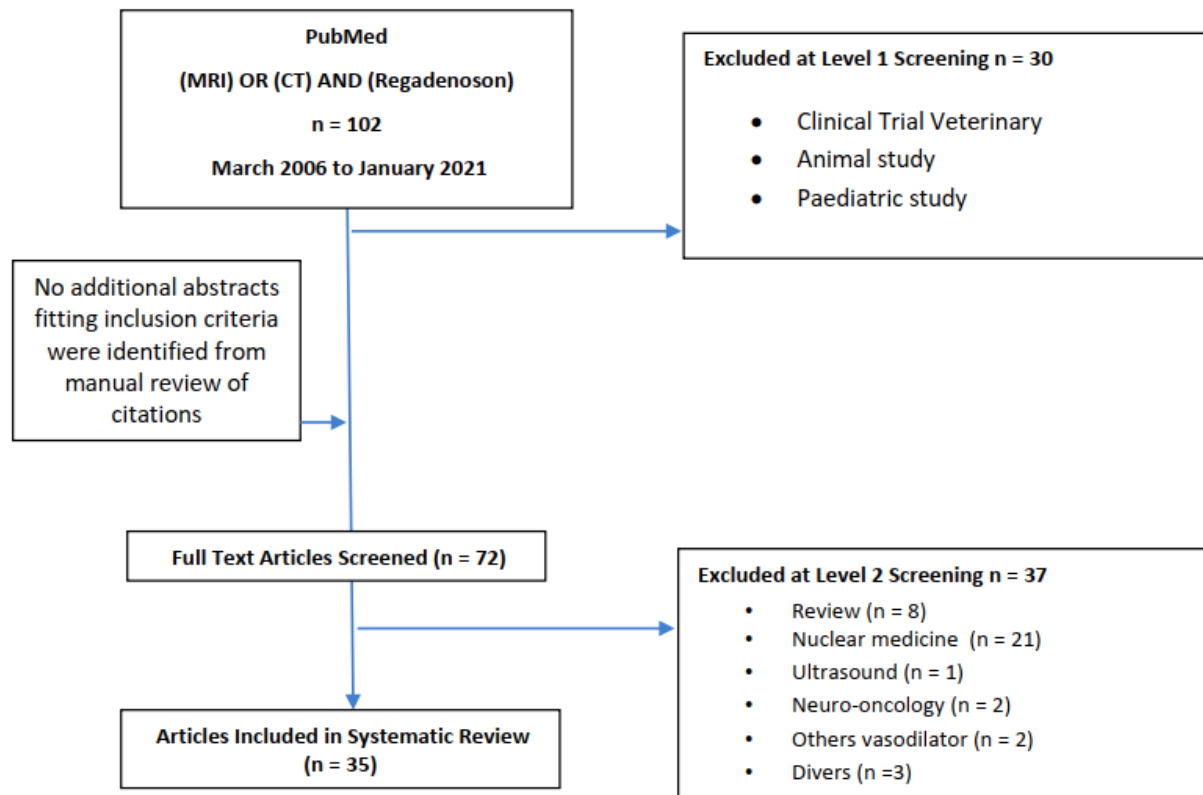 PubMed
(MRI) OR (CT) AND (Regadenoson)
n = 102
March 2006 to January 2021
Excluded at Level 1 Screening n = 30
• Clinical Trial Veterinary
• Animal study
• Paediatric study
No additional abstracts
fitting inclusion criteria
were identified from
manual review of
citations
Full Text Articles Screened (n = 72)
Excluded at Level 2 Screening n = 37
• Review (n = 8)
• Nuclear medicine (n = 21)
• Ultrasound (n = 1)
• Neuro-oncology (n = 2)
• Others vasodilator (n = 2)
• Divers (n =3)
Articles Included in Systematic Review
(n = 35)